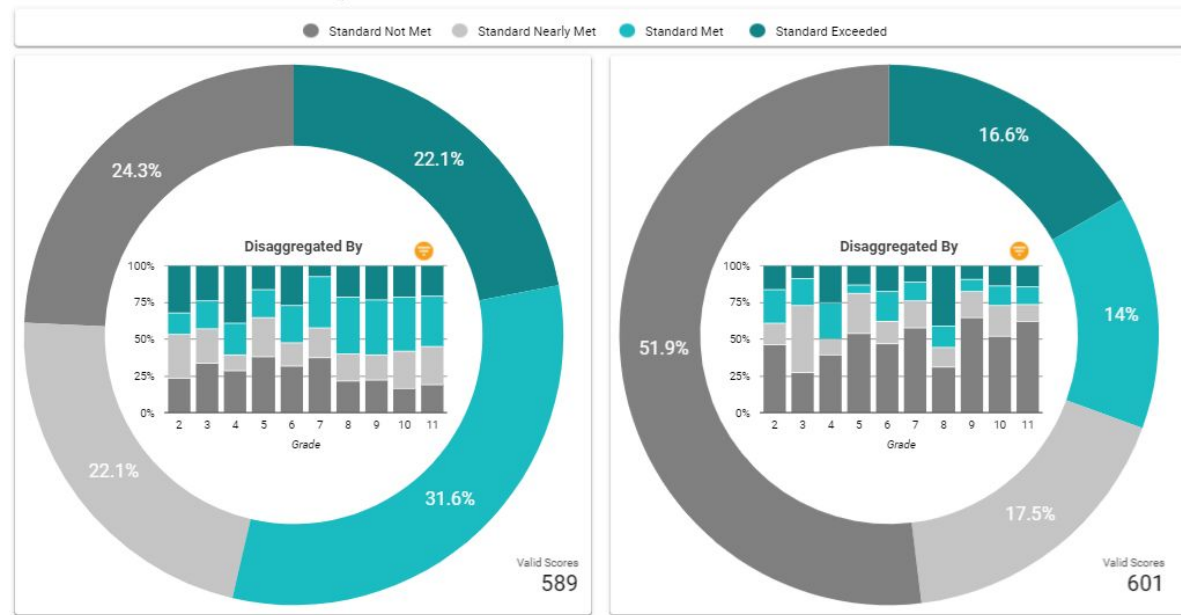 Standard Not Met Standard Nearly Met Standard Met Standard Exceeded
24.3%
22.1%
22.1%
31.6%
Disaggregated By
100%
75%
50%
25%
0%
2 3 4 5 6 7 8 9 10 11
Grade
Valid Scores
589
16.6%
14%
51.9%
17.5%
Disaggregated By
100%
75%
50%
25%
0%
2 3 4 5 6 7 8 9 10 11
Grade
Valid Scores
601